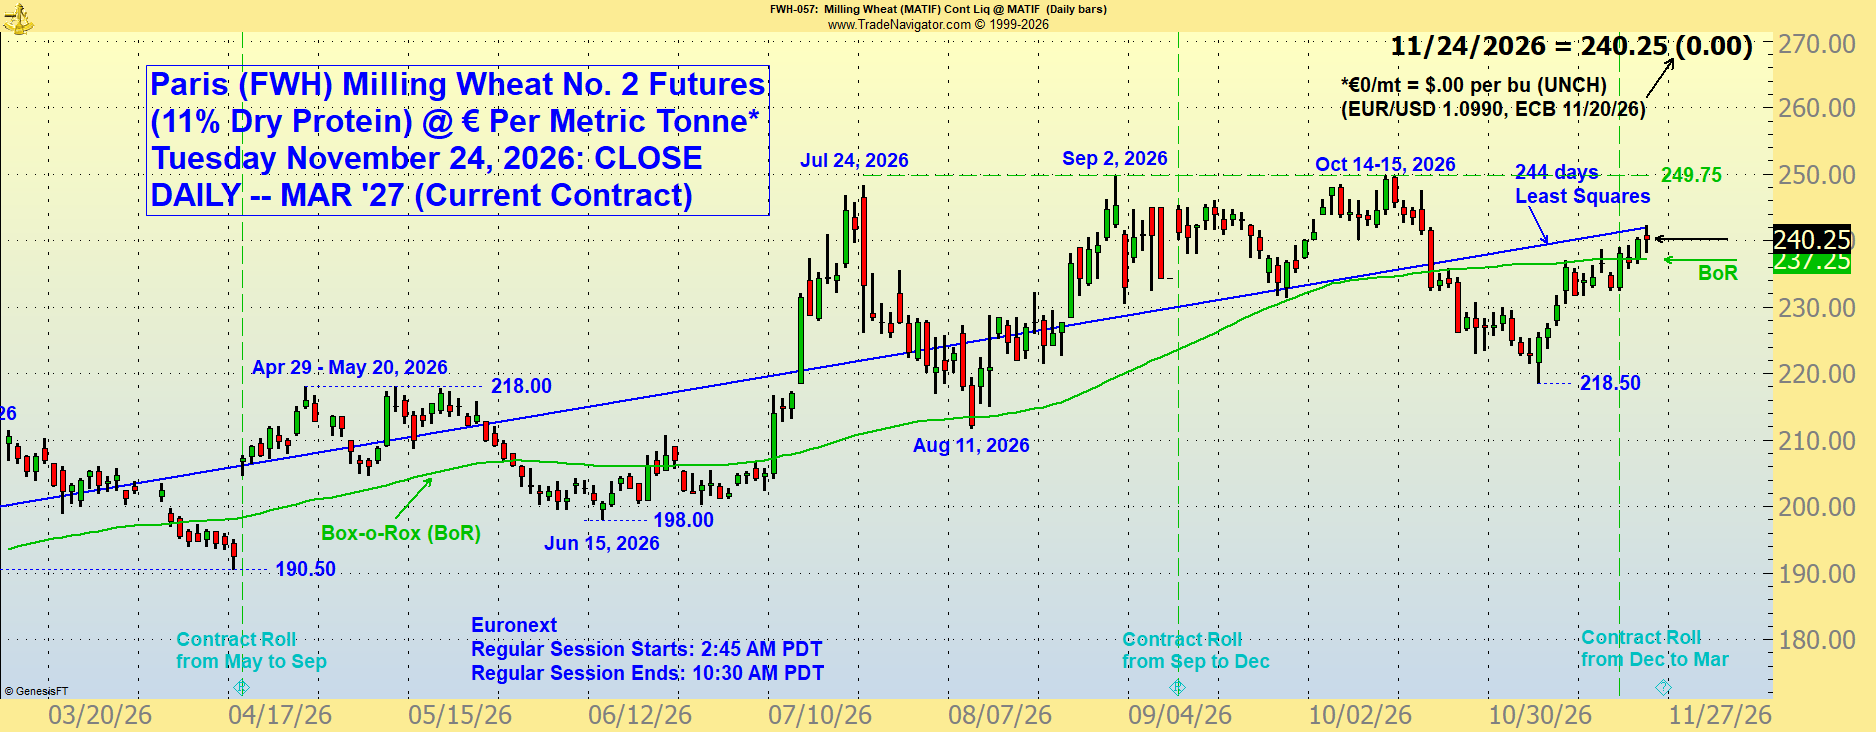 FWH-057: Milling Wheat (MATIF) Cont Liq @ MATIF (Daily bars)
www.TradeNavigator.com © 1999-2026
11/24/2026 = 240.25 (0.00)
*€0/mt = $.00 per bu (UNCH)
(EUR/USD 1.0990, ECB 11/20/26)
Paris (FWH) Milling Wheat No. 2 Futures
(11% Dry Protein) @ € Per Metric Tonne*
Tuesday November 24, 2026: CLOSE
DAILY -- MAR '27 (Current Contract)
Jul 24, 2026
Sep 2, 2026
Oct 14-15, 2026
244 days
Least Squares
249.75
BoR
Apr 29 - May 20, 2026
218.00
218.50
26
Aug 11, 2026
Box-o-Rox (BoR)
198.00
Jun 15, 2026
190.50
Euronext
Regular Session Starts: 2:45 AM PDT
Regular Session Ends: 10:30 AM PDT
Contract Roll
from May to Sep
Contract Roll
from Sep to Dec
Contract Roll
from Dec to Mar
?
270.00
260.00
250.00
240.25
237.25
230.00
220.00
210.00
200.00
190.00
180.00
© GenesisFT
03/20/26
04/17/26
05/15/26
06/12/26
07/10/26
08/07/26
09/04/26
10/02/26
10/30/26
11/27/26